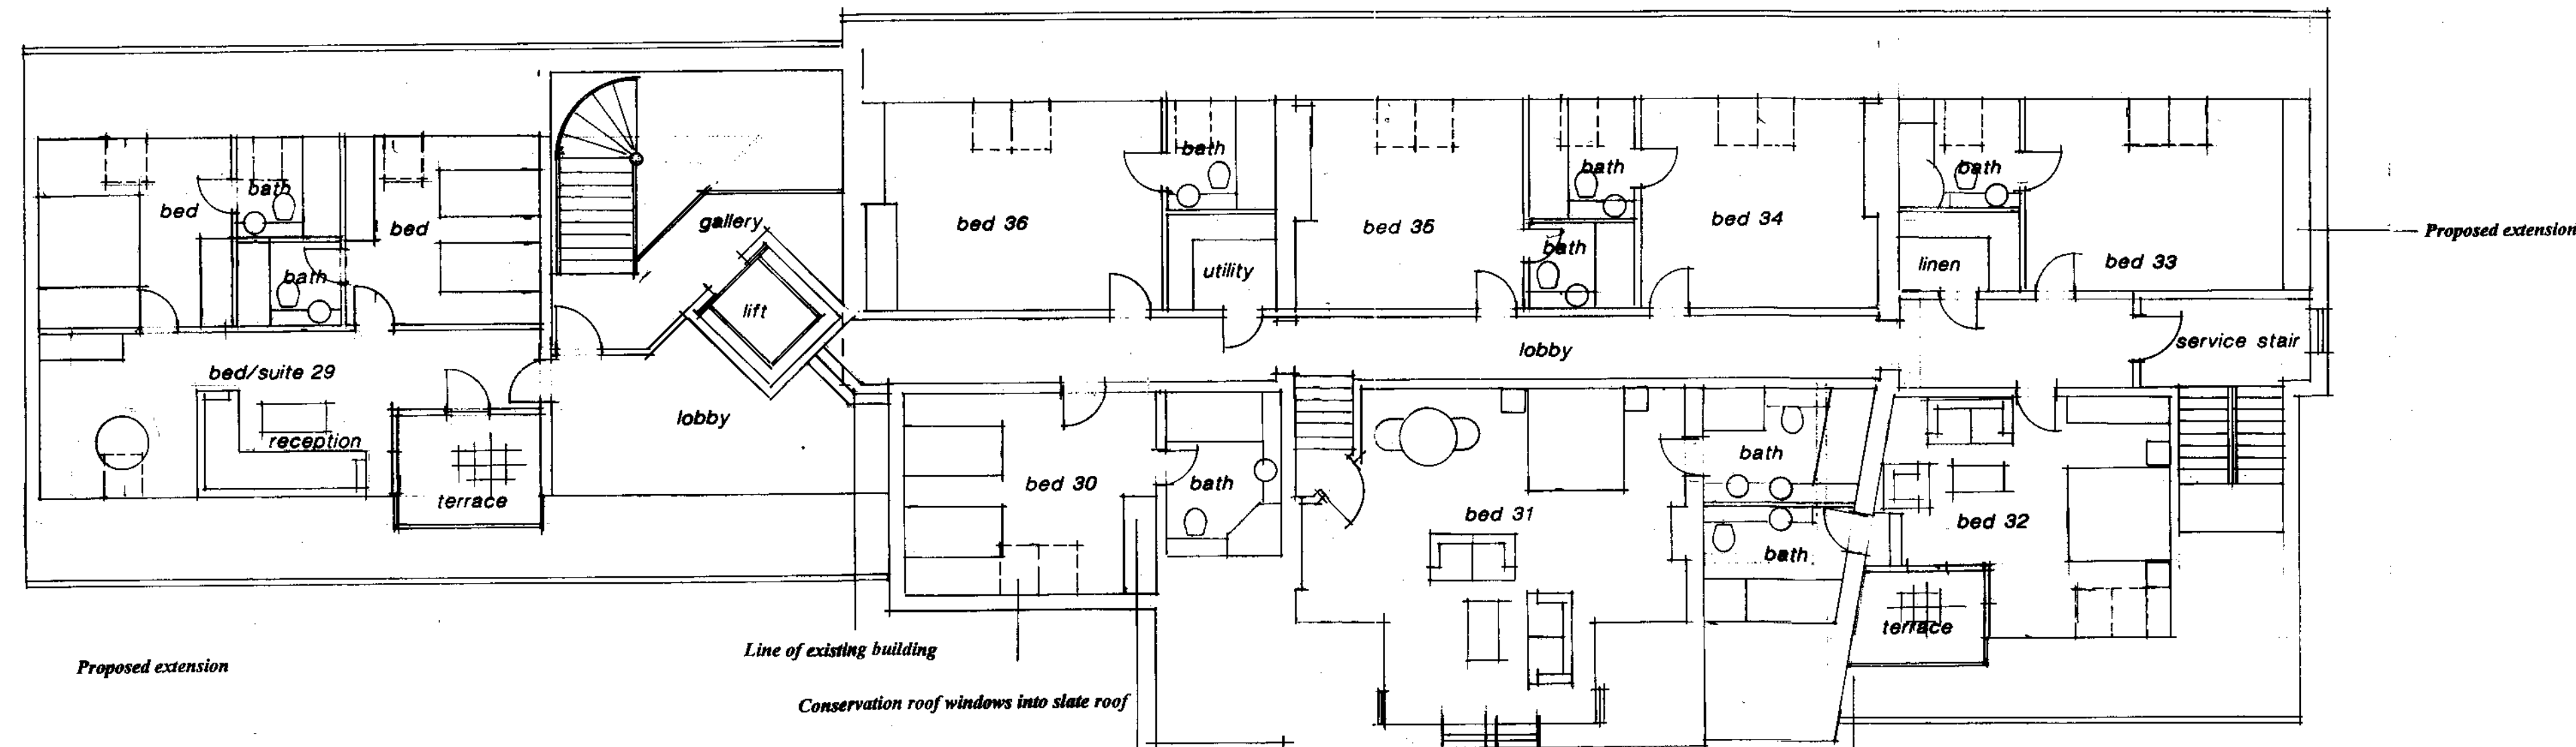 bath
bed
bed
bath
bed/suite 29
reception
terrace
gallery
lift
lobby
bed 36
bath
utility
bed 35
bath
bath
bed 34
bath
linen
bed 33
Proposed extension
lobby
service stair
bed 30
bath
bed 31
bath
bath
bed 32
terrace
Proposed extension
Line of existing building
Conservation roof windows into slate roof